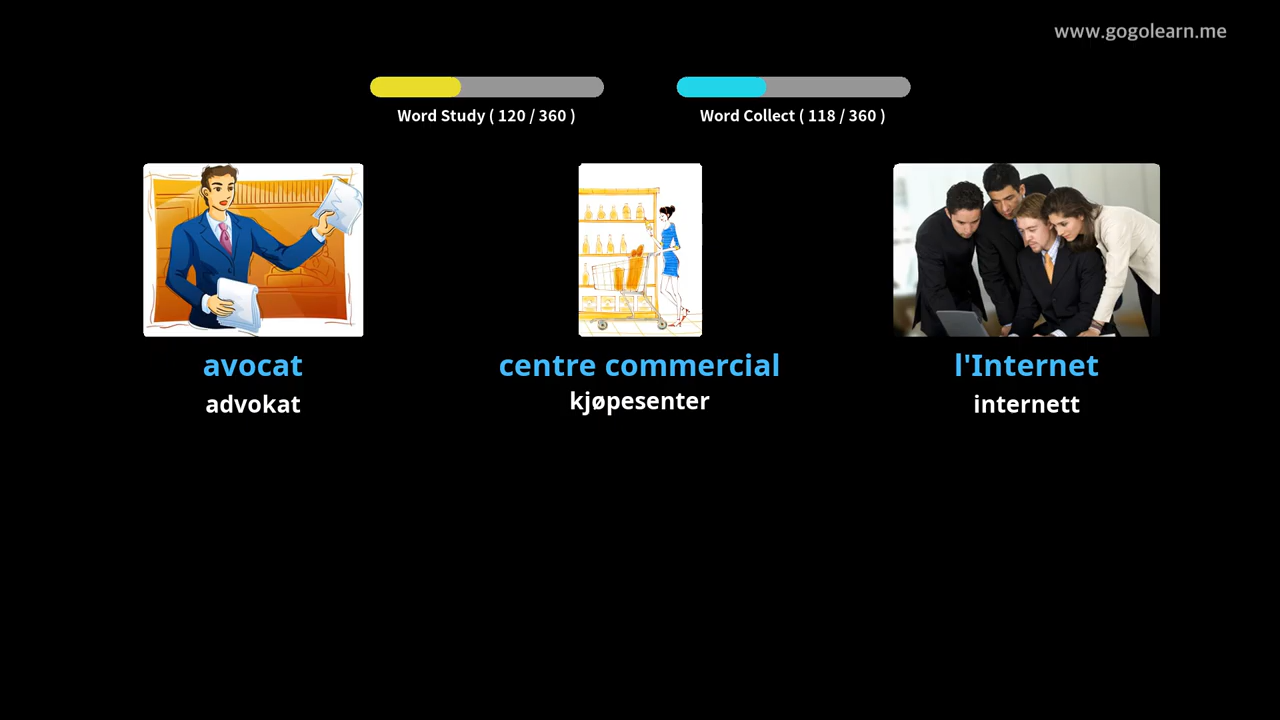 www.gogolearn.me
Word Study ( 120 / 360 )
Word Collect ( 118 / 360 )
avocat
advokat
centre commercial
kjøpesenter
l'Internet
internett